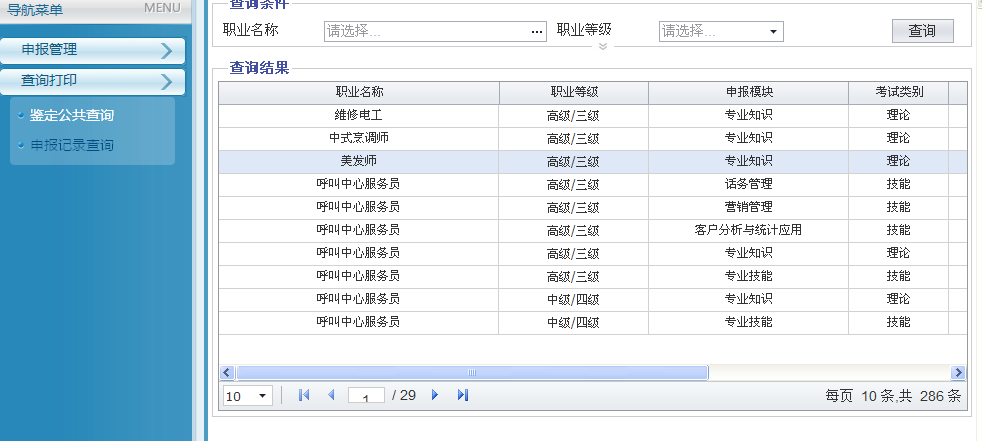 导航菜单 MENU
申报管理
查询打印
鉴定公共查询
申报记录查询
查询条件
职业名称 请选择... ... 职业等级 请选择... 查询
查询结果
职业名称 职业等级 申报模块 考试类别
维修电工 高级/三级 专业知识 理论
中式烹调师 高级/三级 专业知识 理论
美发师 高级/三级 专业知识 理论
呼叫中心服务员 高级/三级 话务管理 技能
呼叫中心服务员 高级/三级 营销管理 技能
呼叫中心服务员 高级/三级 客户分析与统计应用 技能
呼叫中心服务员 高级/三级 专业知识 理论
呼叫中心服务员 高级/三级 专业技能 技能
呼叫中心服务员 中级/四级 专业知识 理论
呼叫中心服务员 中级/四级 专业技能 技能
10 1 / 29 每页 10 条,共 286 条